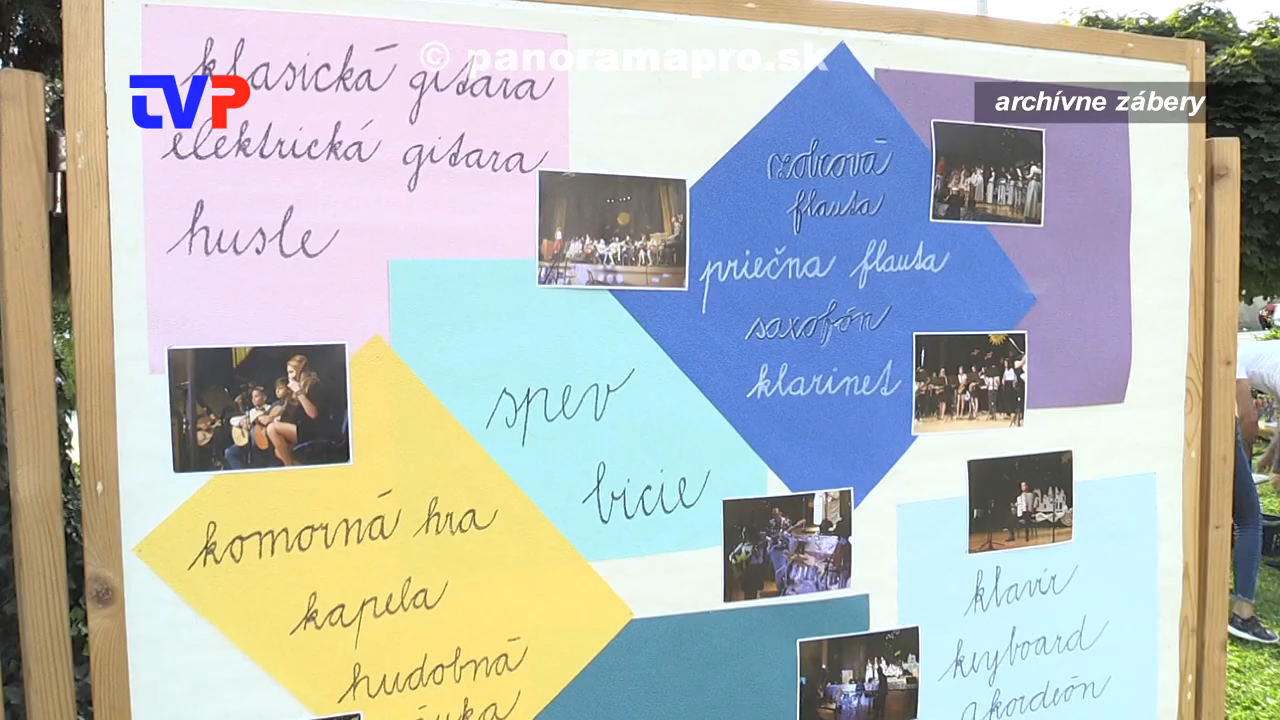 © panoramapro.sk
TVP
archívne zábery
klasická gitara
elektrická gitara
husle
zobcová
flauta
priečna flauta
saxofón
klarinet
spev
bicie
komorná hra
kapela
hudobná
klavír
keyboard
akordeón